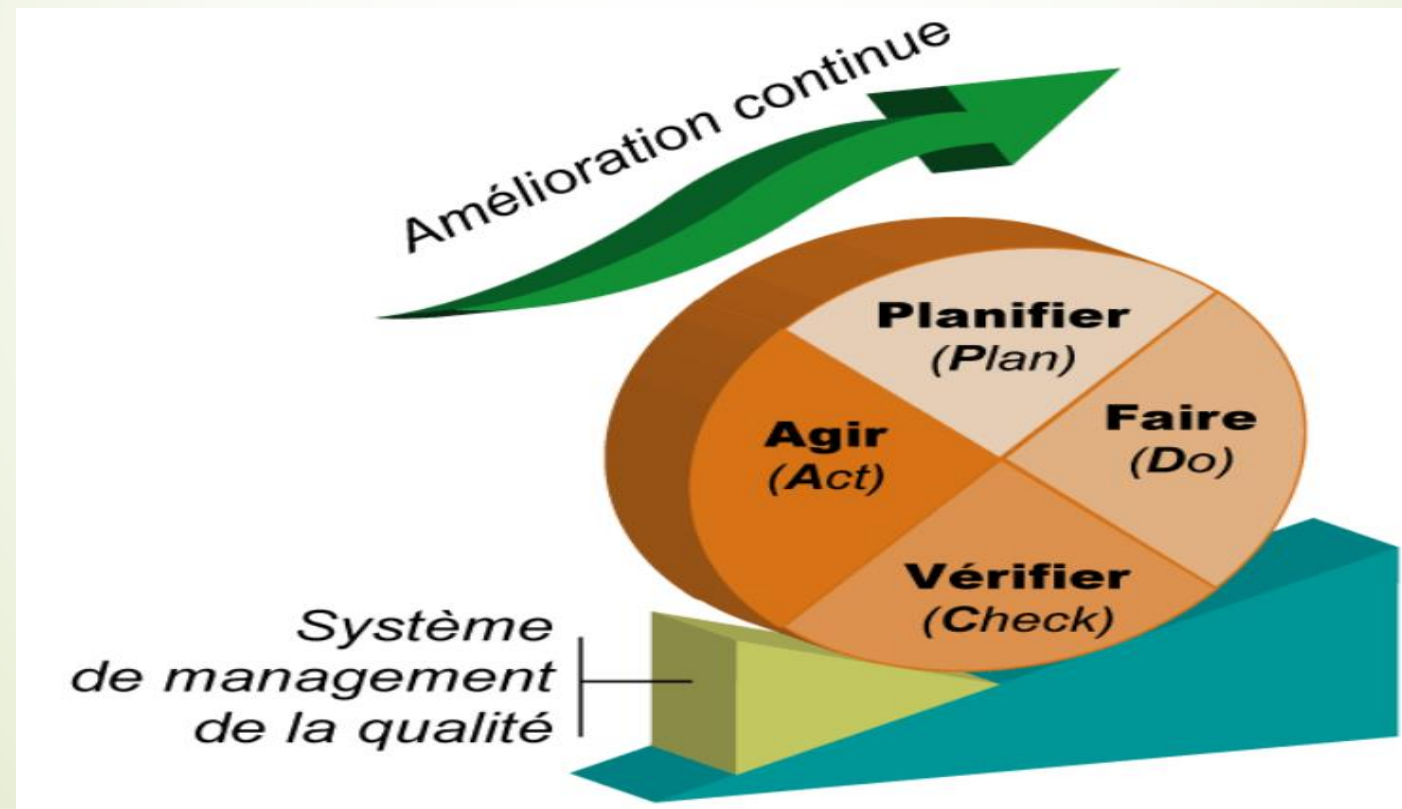 Amélioration continue
Planifier
(Plan)
Faire
(Do)
Agir
(Act)
Vérifier
(Check)
Système
de management
de la qualité